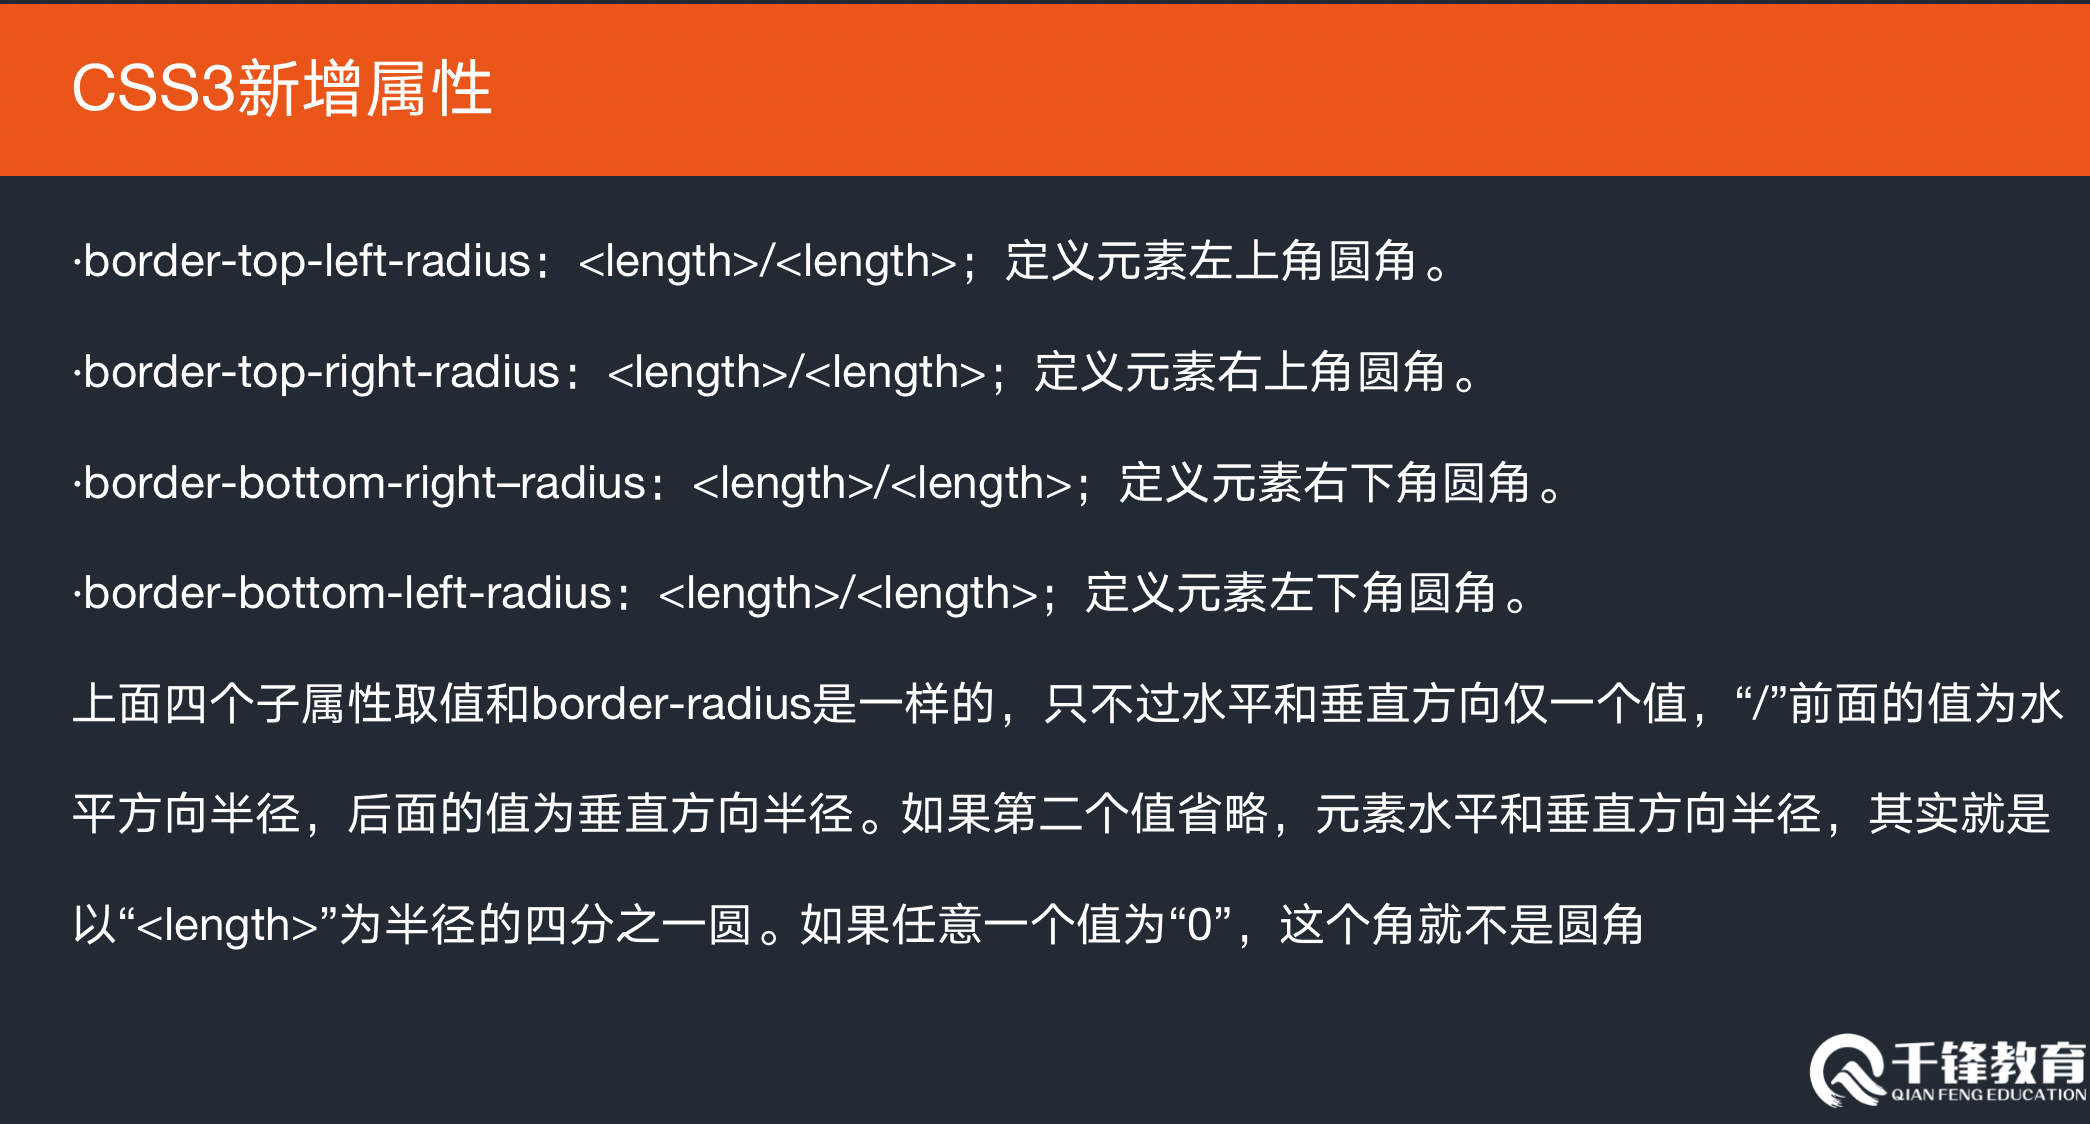 CSS3新增属性
·border-top-left-radius：<length>/<length>；定义元素左上角圆角。
·border-top-right-radius：<length>/<length>；定义元素右上角圆角。
·border-bottom-right–radius：<length>/<length>；定义元素右下角圆角。
·border-bottom-left-radius：<length>/<length>；定义元素左下角圆角。
上面四个子属性取值和border-radius是一样的，只不过水平和垂直方向仅一个值，“/”前面的值为水
平方向半径，后面的值为垂直方向半径。如果第二个值省略，元素水平和垂直方向半径，其实就是
以“<length>”为半径的四分之一圆。如果任意一个值为“0”，这个角就不是圆角
千锋教育
QIAN FENG EDUCATION